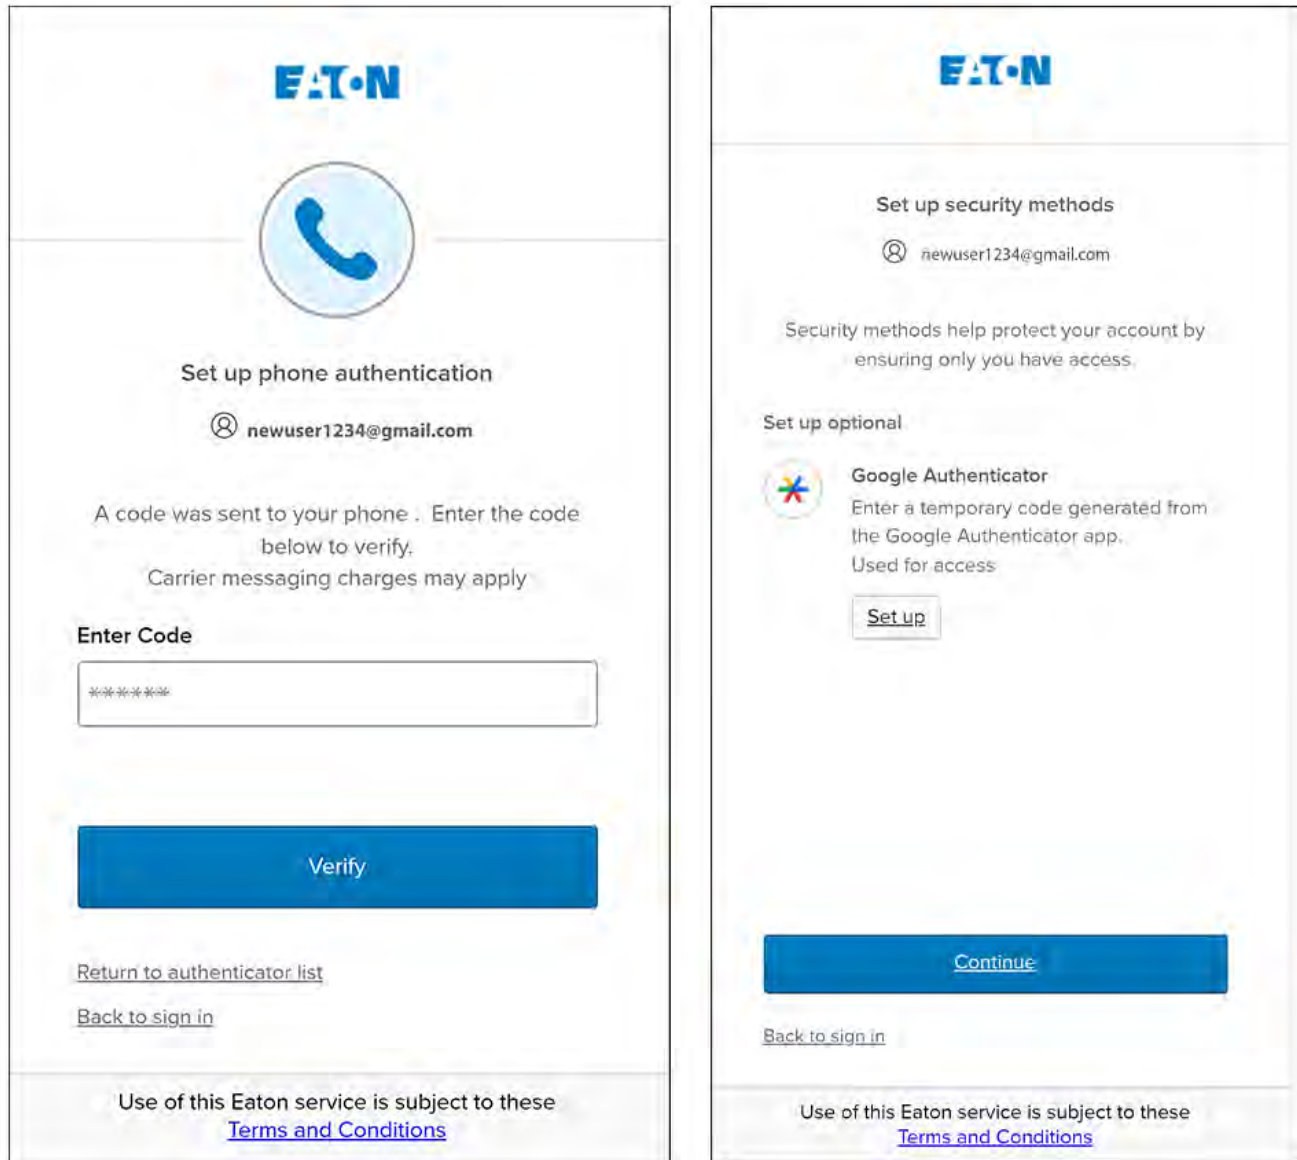 EATON
Set up phone authentication
newuser1234@gmail.com
A code was sent to your phone . Enter the code
below to verify.
Carrier messaging charges may apply
Enter Code
******
Verify
Return to authenticator list
Back to sign in
Use of this Eaton service is subject to these
Terms and Conditions
EATON
Set up security methods
newuser1234@gmail.com
Security methods help protect your account by
ensuring only you have access.
Set up optional
Google Authenticator
Enter a temporary code generated from
the Google Authenticator app.
Used for access
Set up
Continue
Back to sign in
Use of this Eaton service is subject to these
Terms and Conditions